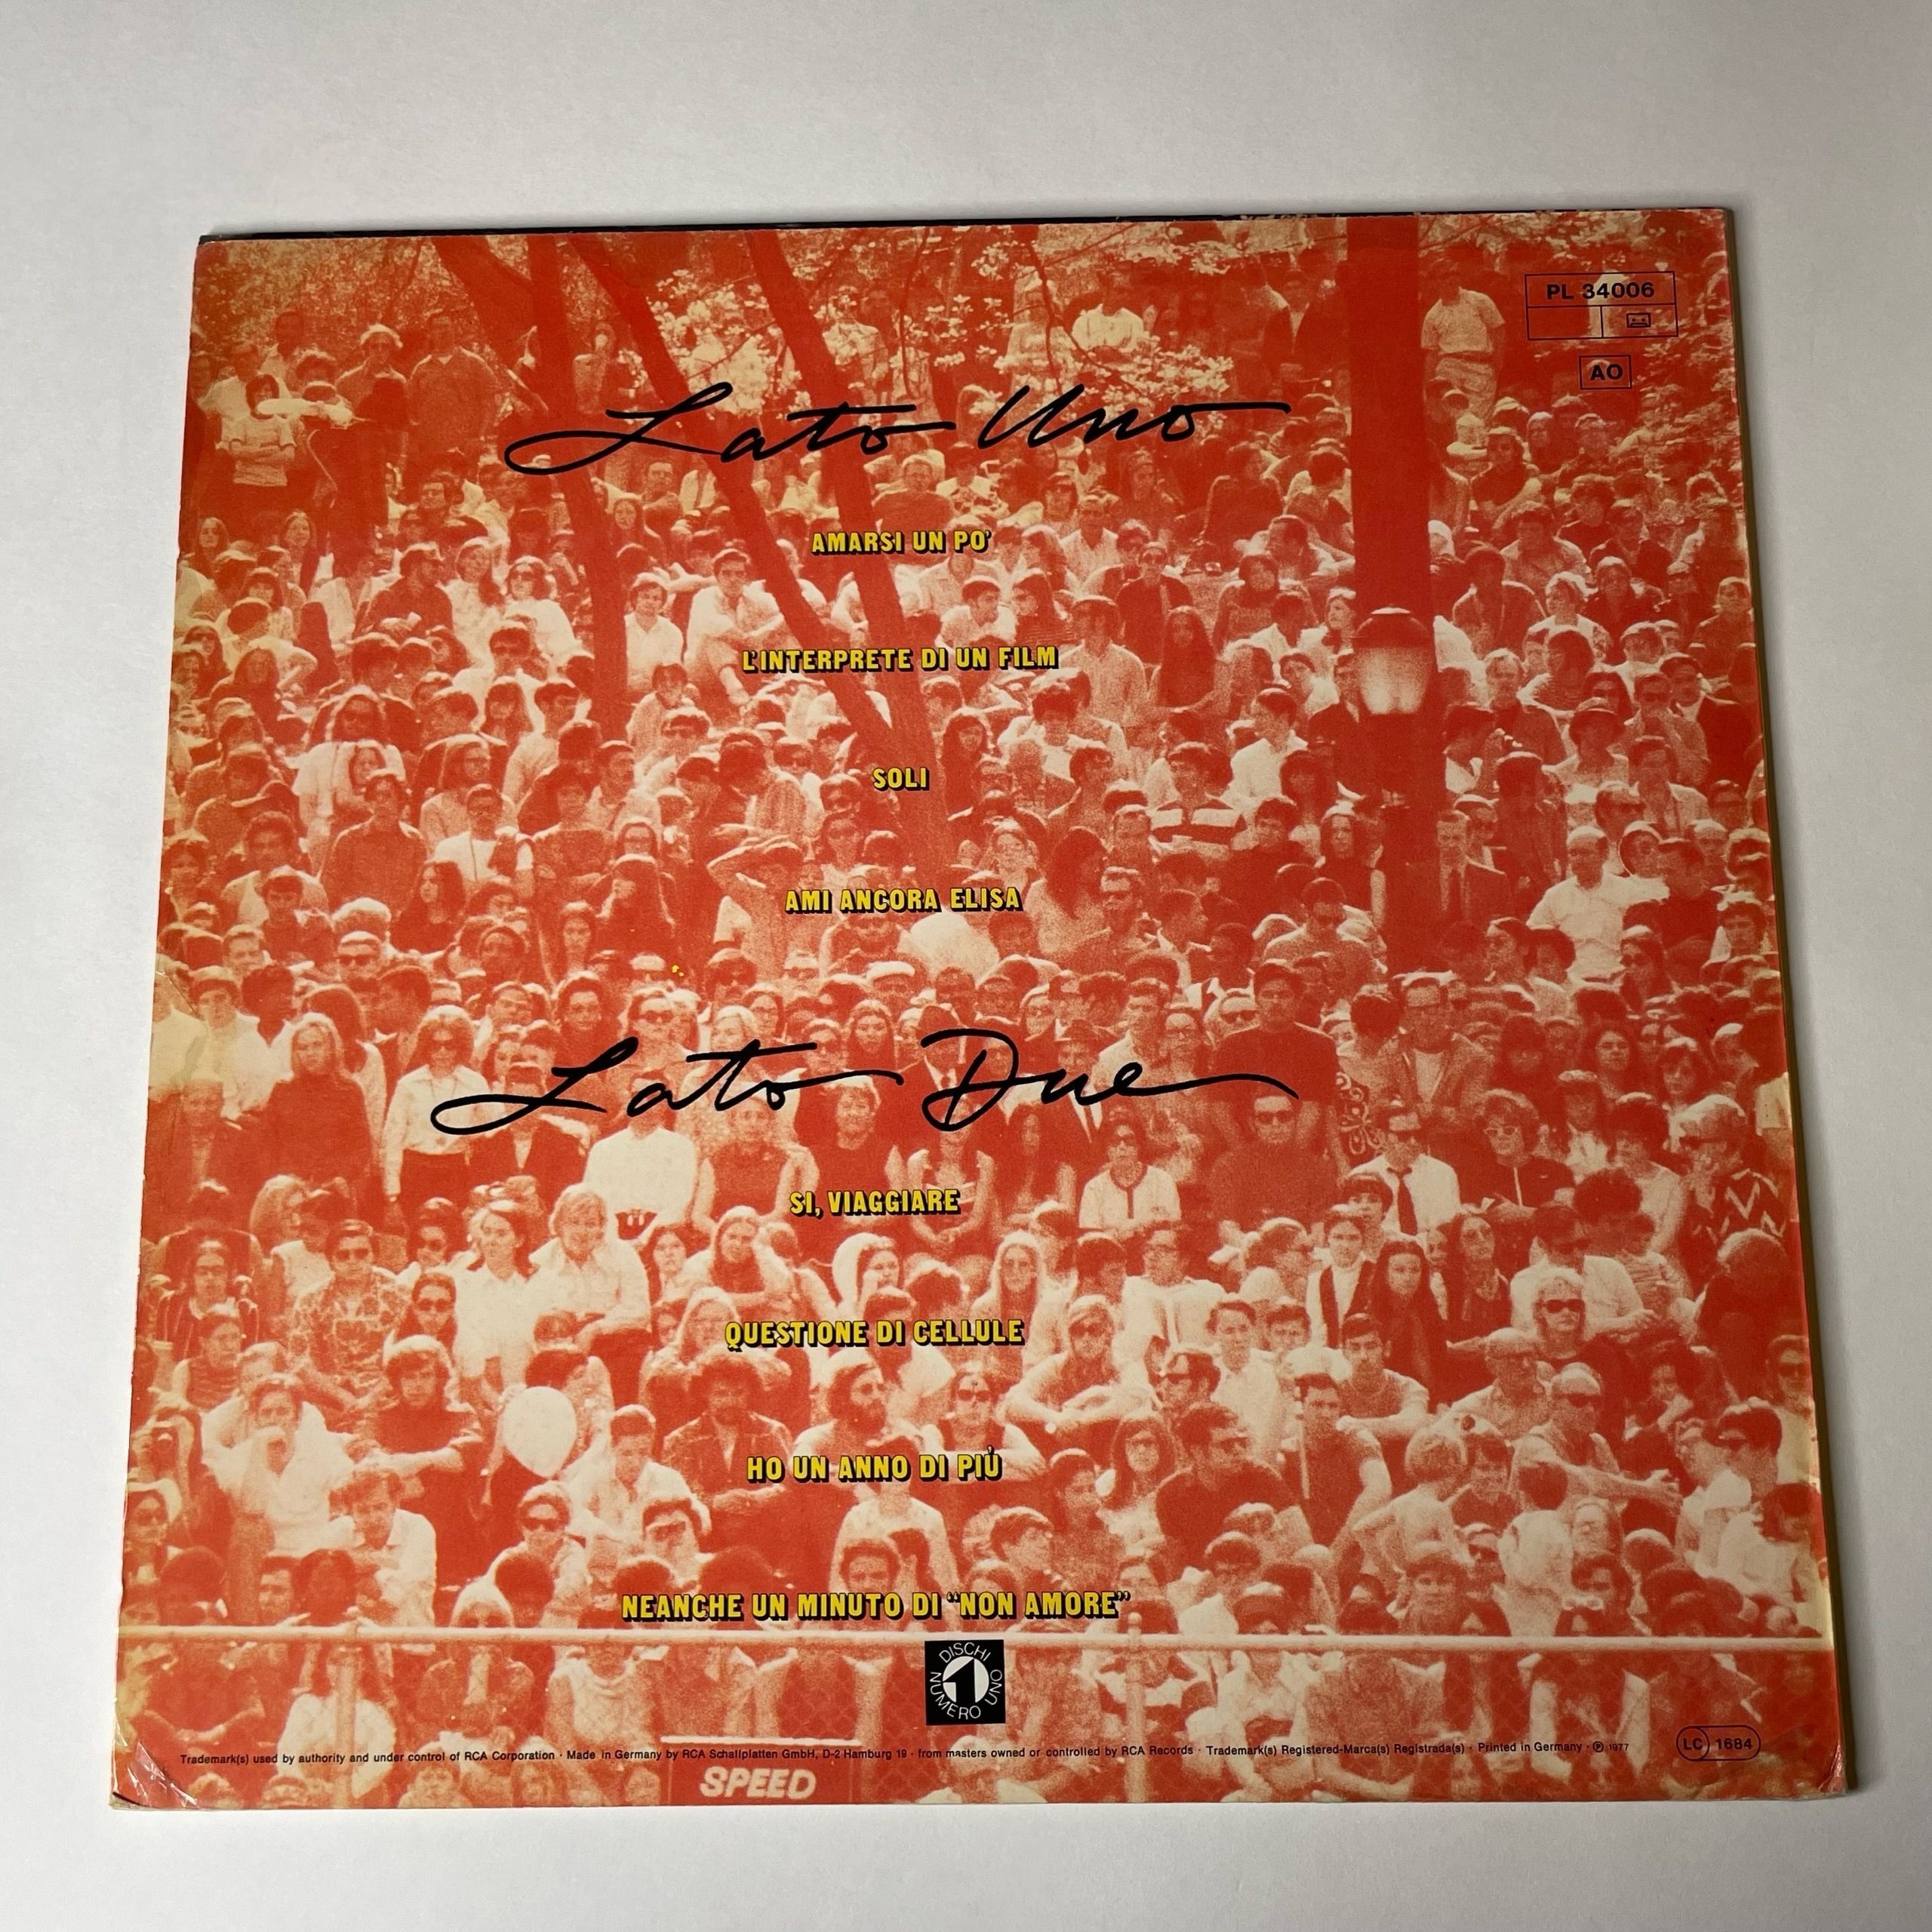 PL 34006
AO
Lato Uno
AMARSI UN PO'
L'INTERPRETE DI UN FILM
SOLI
AMI ANCORA ELISA
Lato Due
SI, VIAGGIARE
QUESTIONE DI CELLULE
HO UN ANNO DI PIÙ
NEANCHE UN MINUTO DI "NON AMORE"
DISCHI NUMERO UNO
1
Trademark(s) used by authority and under control of RCA Corporation · Made in Germany by RCA Schallplatten GmbH, D-2 Hamburg 19 · from masters owned or controlled by RCA Records · Trademark(s) Registered-Marca(s) Registrada(s) · Printed in Germany · ℗ 1977
LC 1684
SPEED